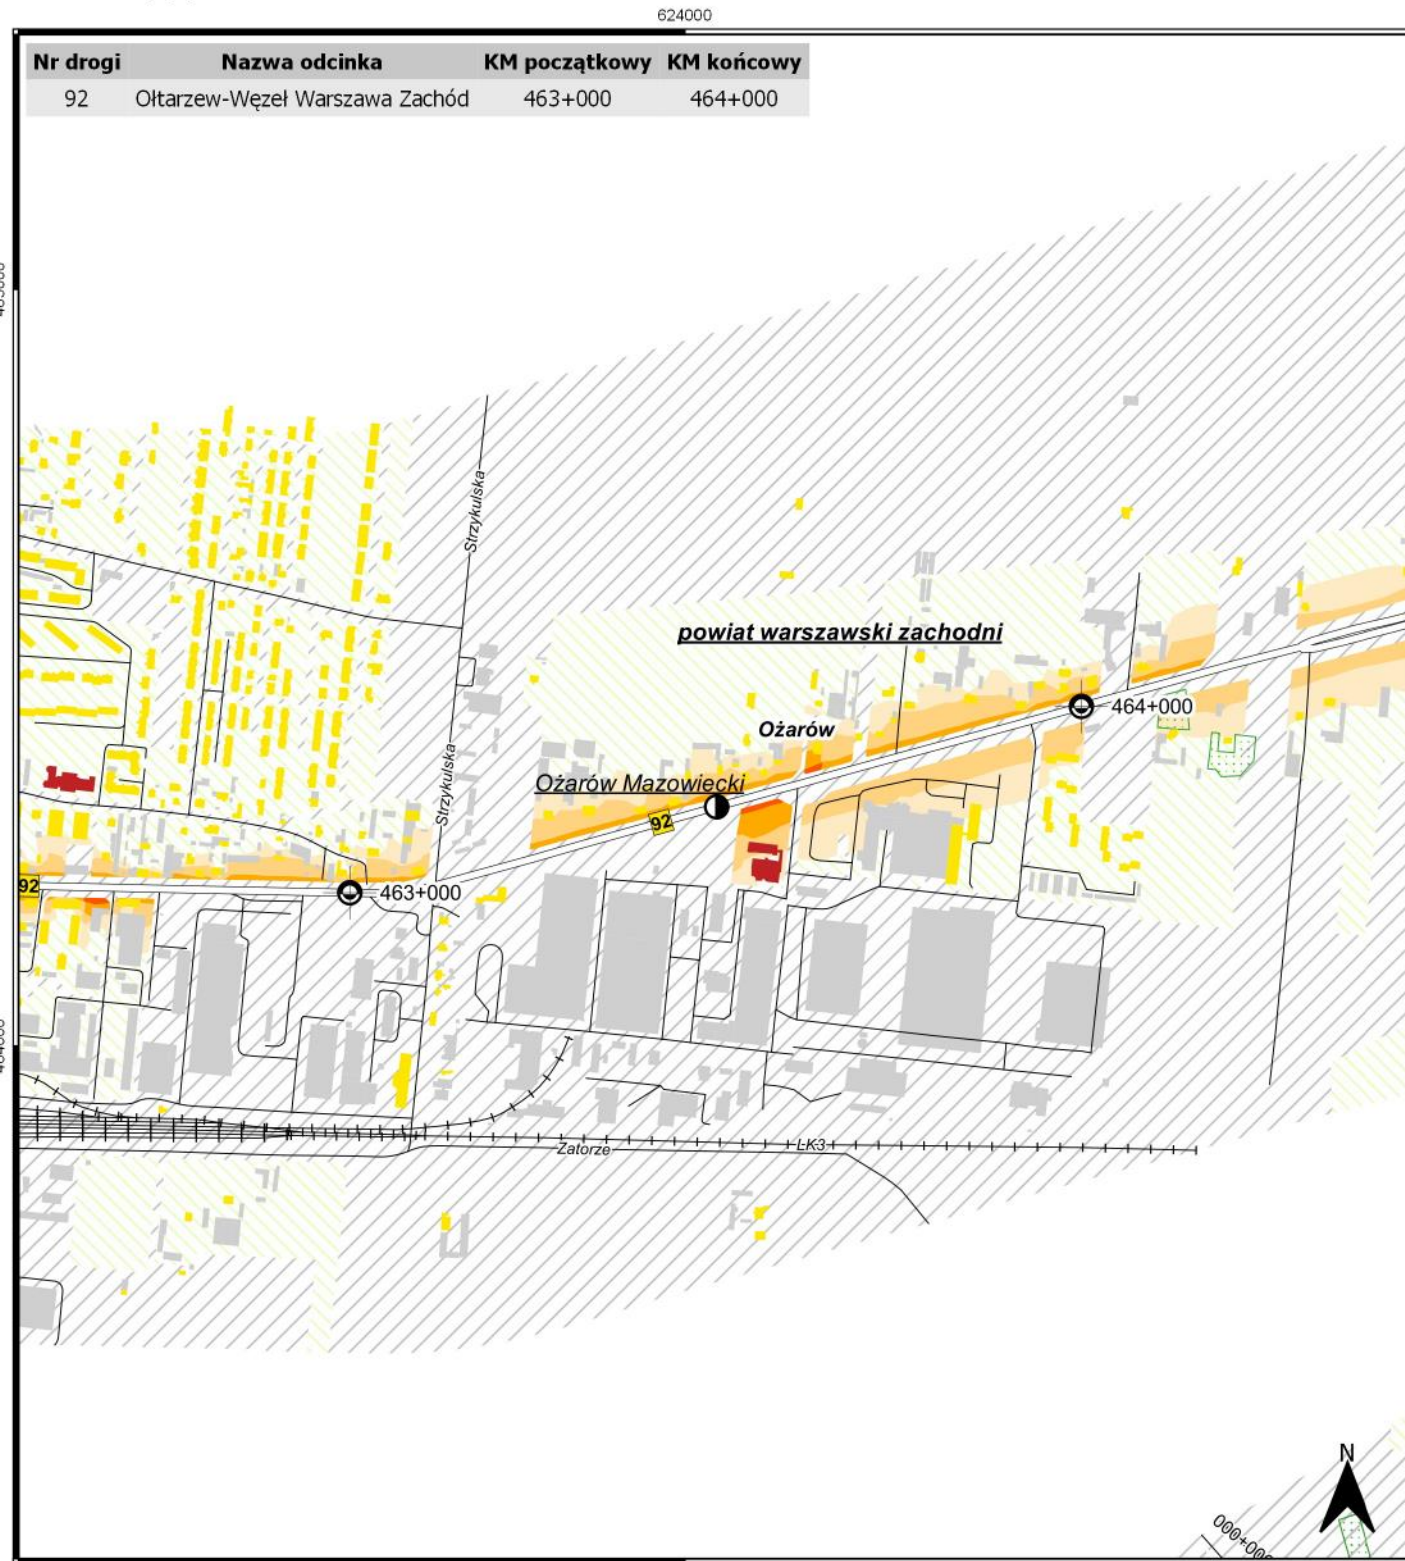 624000
Nr drogi Nazwa odcinka KM początkowy KM końcowy
92 Ołtarzew-Węzeł Warszawa Zachód 463+000 464+000
Strzykulska
powiat warszawski zachodni
464+000
Ożarów
Strzykulska
Ożarów Mazowiecki
92
92
463+000
Zatorze
LK3
N